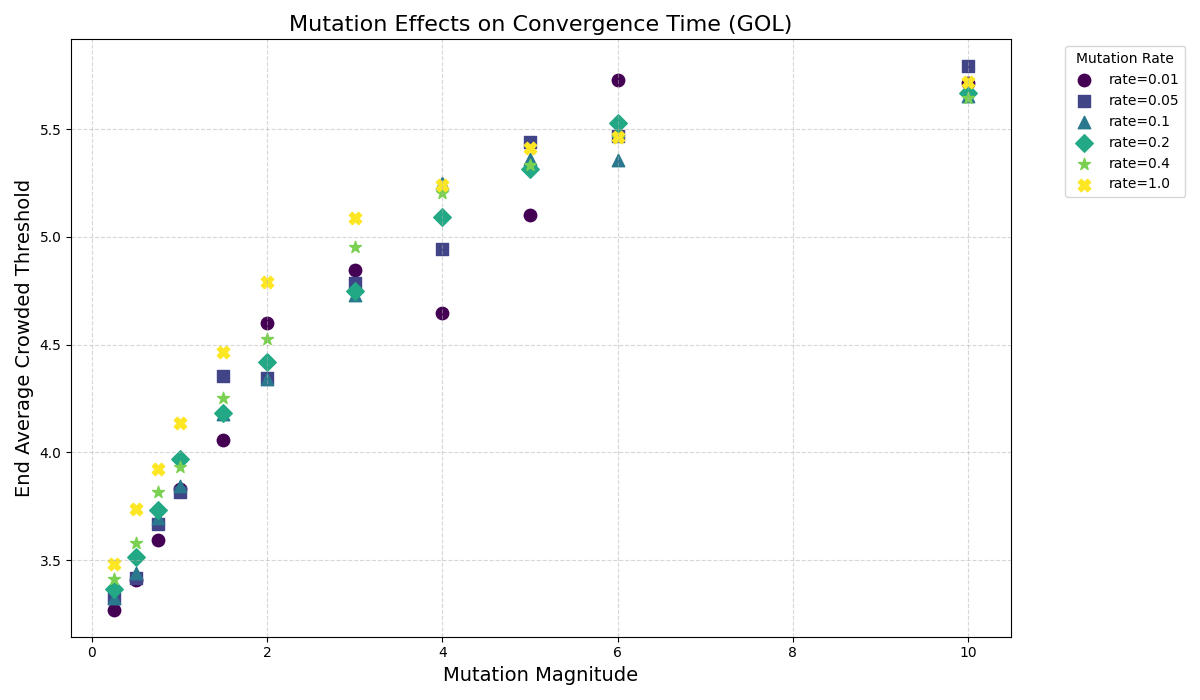 Mutation Effects on Convergence Time (GOL)
End Average Crowded Threshold
5.5
5.0
4.5
4.0
3.5
0 2 4 6 8 10
Mutation Magnitude
Mutation Rate
rate=0.01
rate=0.05
rate=0.1
rate=0.2
rate=0.4
rate=1.0